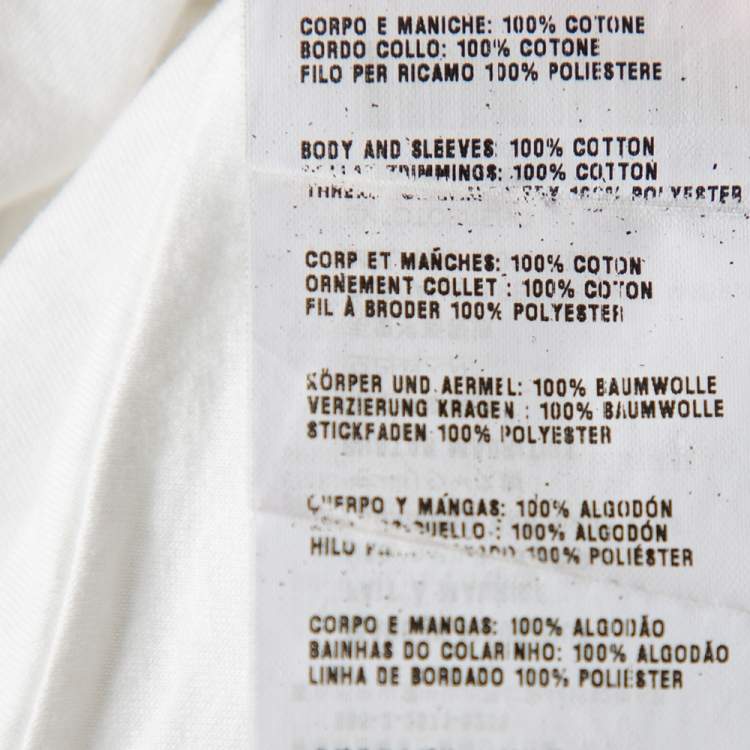 CORPO E MANICHE: 100% COTONE
BORDO COLLO: 100% COTONE
FILO PER RICAMO 100% POLIESTERE
BODY AND SLEEVES: 100% COTTON
TRIMMINGS: 100% COTTON
100% POLYESTER
CORP ET MAÑCHES: 100% COTON
ORNEMENT COLLET : 100% COTON
FIL À BRODER 100% POLYESTER
KÖRPER UND AERMEL: 100% BAUMWOLLE
VERZIERUNG KRAGEN : 100% BAUMWOLLE
STICKFADEN 100% POLYESTER
CUERPO Y MANGAS: 100% ALGODÓN
100% ALGODÓN
HILO 100% POLIÉSTER
CORPO E MANGAS: 100% ALGODÃO
BAINHAS DO COLARINHO: 100% ALGODÃO
LINHA DE BORDADO 100% POLIÉSTER